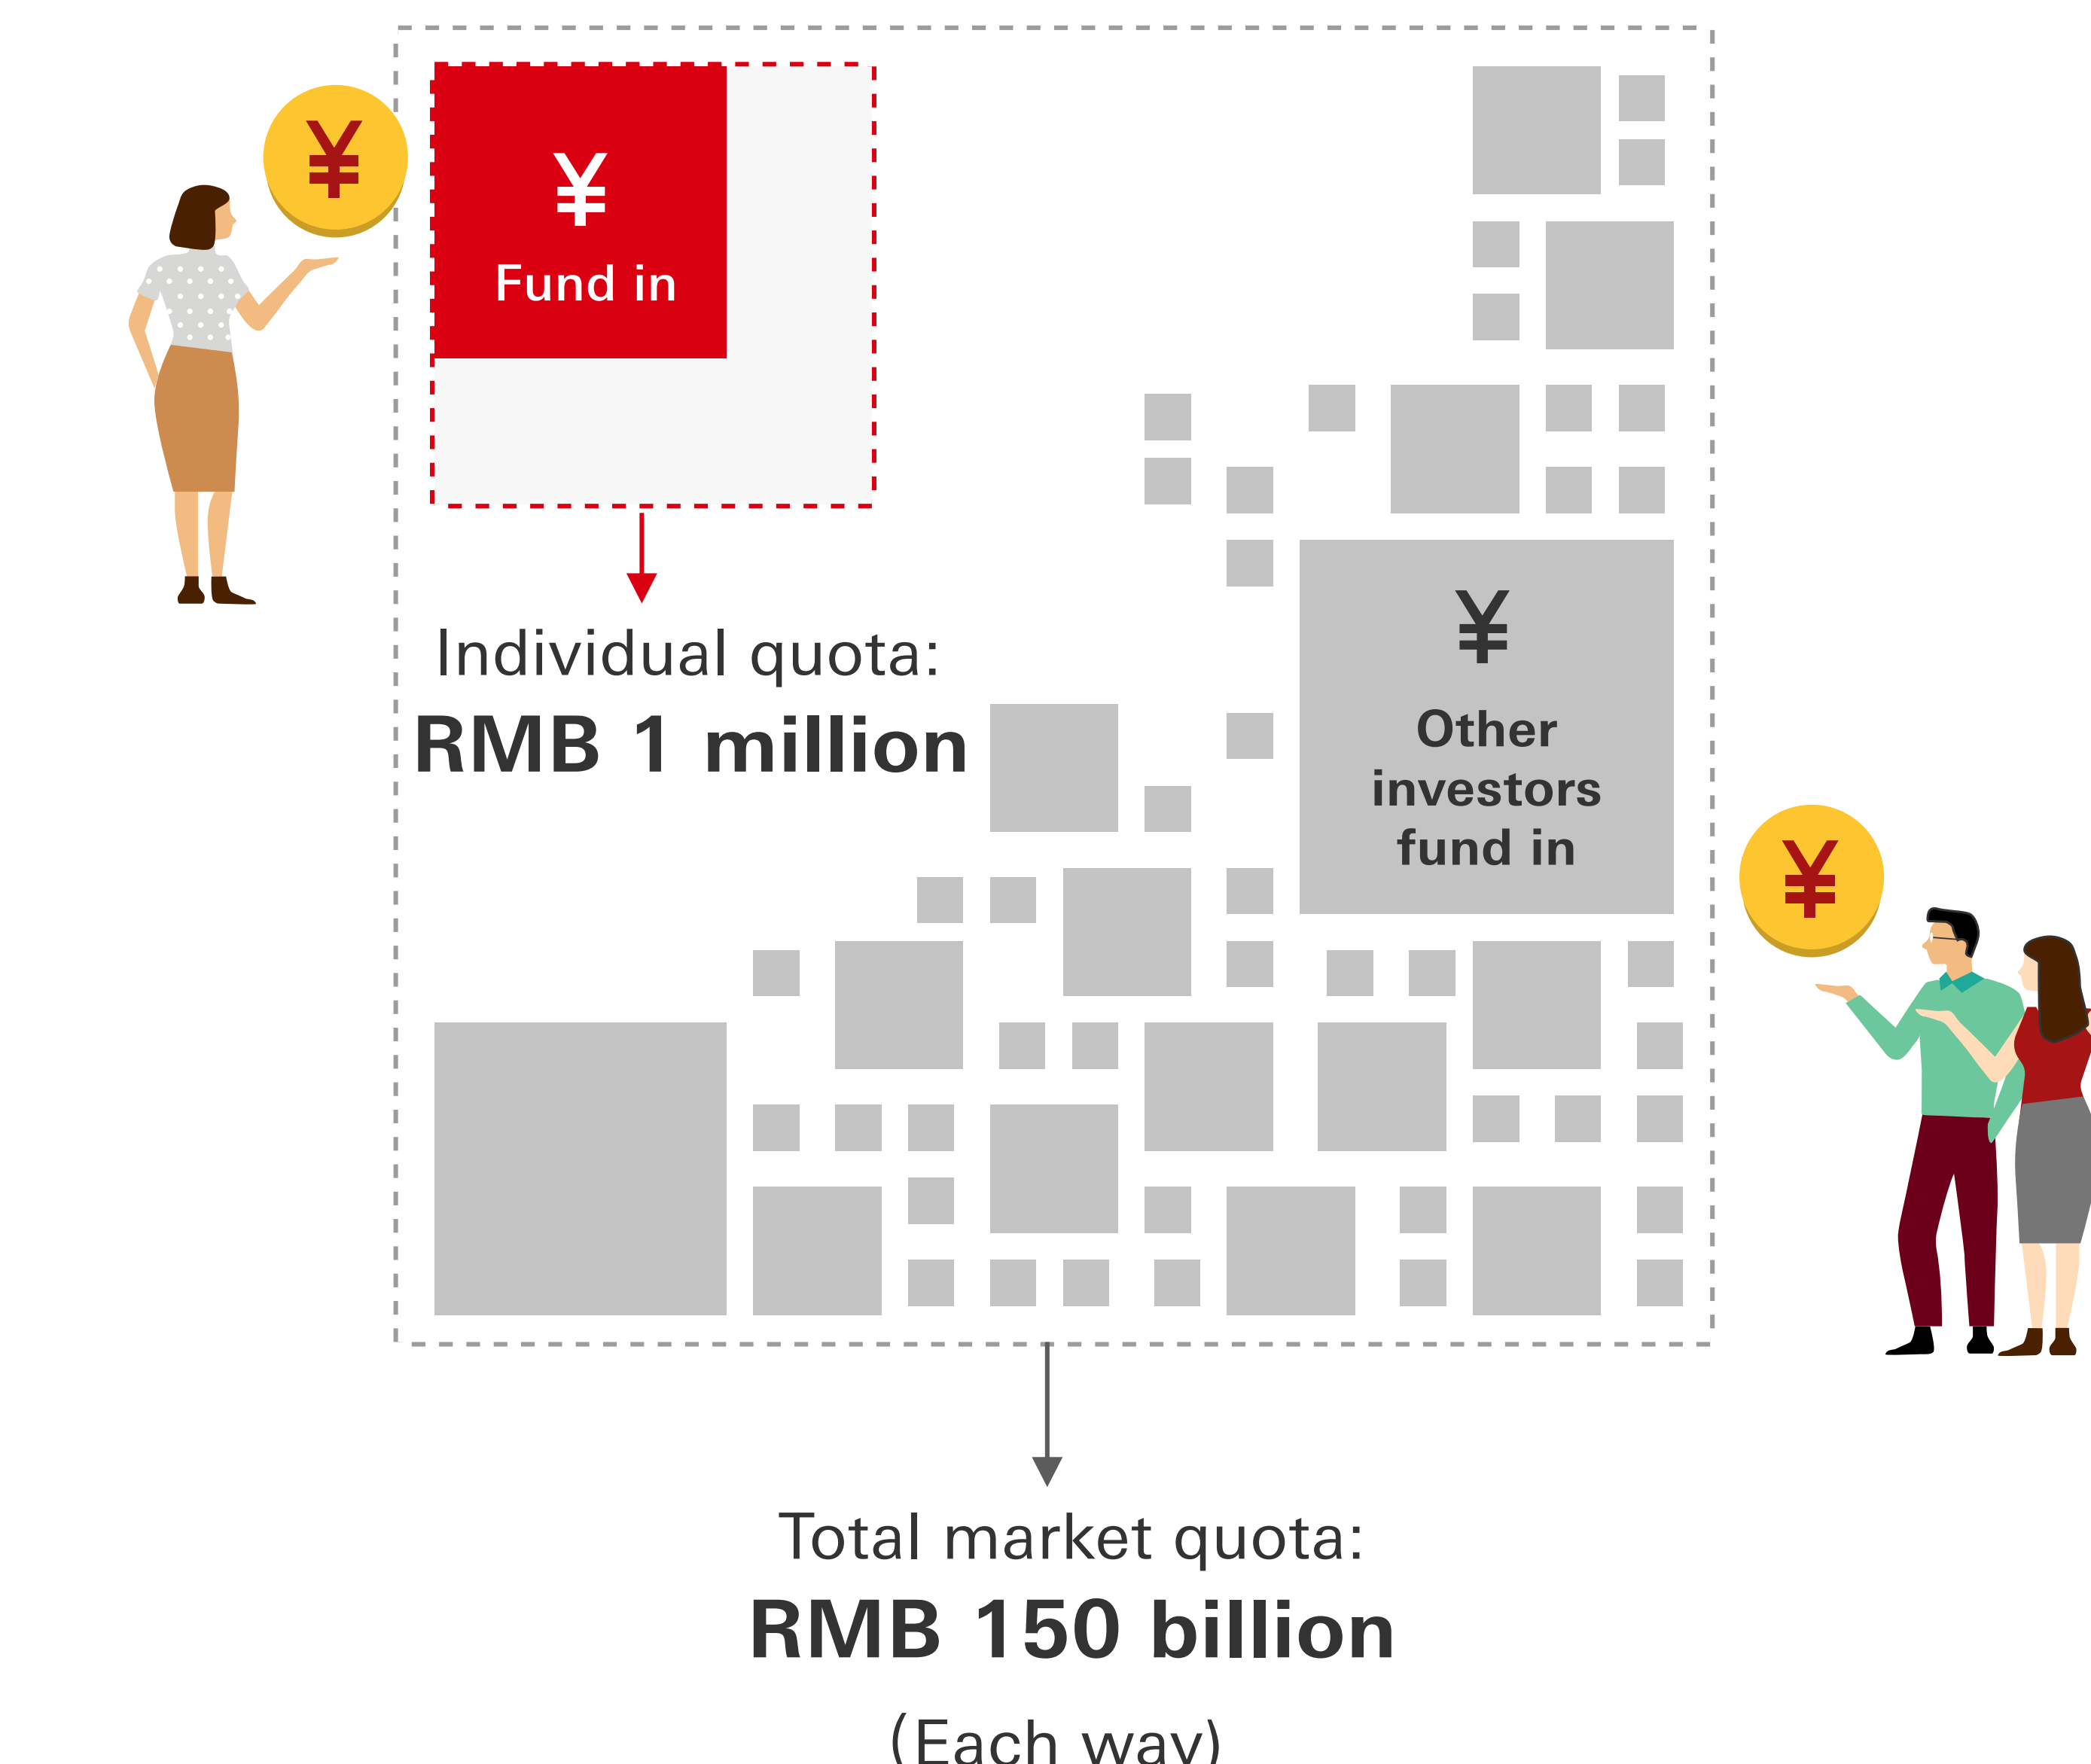 ¥
¥
Fund in
Individual quota:
RMB 1 million
¥
Other
investors
fund in
¥
Total market quota:
RMB 150 billion
(Each way)